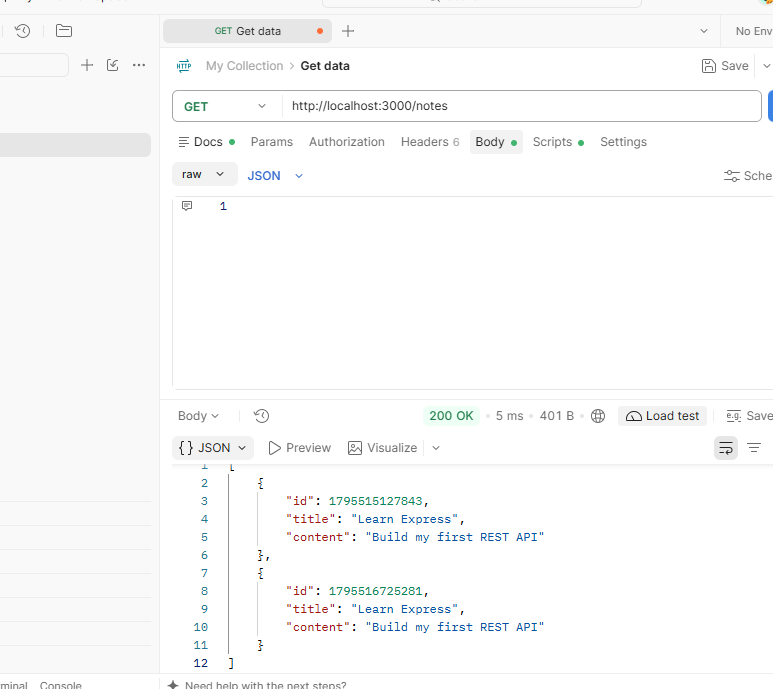 GET Get data
No Env
HTTP My Collection > Get data
Save
GET http://localhost:3000/notes
Docs Params Authorization Headers 6 Body Scripts Settings
raw JSON
Sche
1
Body
200 OK 5 ms 401 B Load test e.g. Save
{} JSON Preview Visualize
1 [
2 {
3 "id": 1795515127843,
4 "title": "Learn Express",
5 "content": "Build my first REST API"
6 },
7 {
8 "id": 1795516725281,
9 "title": "Learn Express",
10 "content": "Build my first REST API"
11 }
12 ]
minal Console
Need help with the next steps?